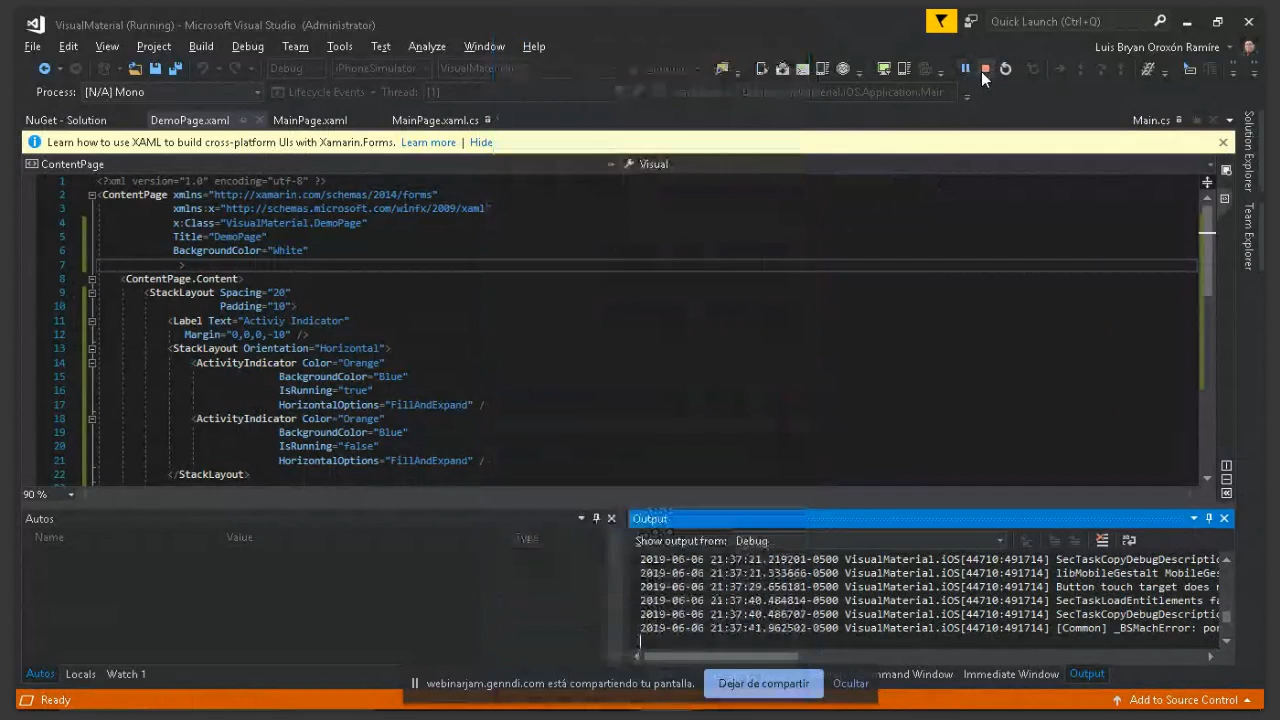 VisualMaterial (Running) - Microsoft Visual Studio (Administrator)
Quick Launch (Ctrl+Q)
File Edit View Project Build Debug Team Tools Test Analyze Window Help
Luis Bryan Orozón Ramíre
Debug iPhoneSimulator VisualMaterial
Process: [N/A] Mono Lifecycle Events Thread: [1] .iOS.Application.Main
NuGet - Solution DemoPage.xaml MainPage.xaml MainPage.xaml.cs Main.cs
Learn how to use XAML to build cross-platform UIs with Xamarin.Forms. Learn more | Hide
ContentPage Visual
1 <?xml version="1.0" encoding="utf-8" ?>
2 <ContentPage xmlns="http://xamarin.com/schemas/2014/forms"
3 xmlns:x="http://schemas.microsoft.com/winfx/2009/xaml"
4 x:Class="VisualMaterial.DemoPage"
5 Title="DemoPage"
6 BackgroundColor="White"
7 >
8 <ContentPage.Content>
9 <StackLayout Spacing="20"
10 Padding="10">
11 <Label Text="Activiy Indicator"
12 Margin="0,0,0,-10" />
13 <StackLayout Orientation="Horizontal">
14 <ActivityIndicator Color="Orange"
15 BackgroundColor="Blue"
16 IsRunning="true"
17 HorizontalOptions="FillAndExpand" /
18 <ActivityIndicator Color="Orange"
19 BackgroundColor="Blue"
20 IsRunning="false"
21 HorizontalOptions="FillAndExpand" /
22 </StackLayout>
Solution Explorer
Team Explorer
90 %
Autos
Name Value Type
Output
Show output from: Debug
2019-06-06 21:37:21.219201-0500 VisualMaterial.iOS[44710:491714] SecTaskCopyDebugDescriptio
2019-06-06 21:37:21.333666-0500 VisualMaterial.iOS[44710:491714] libMobileGestalt MobileGes
2019-06-06 21:37:29.656181-0500 VisualMaterial.iOS[44710:491714] Button touch target does n
2019-06-06 21:37:40.484814-0500 VisualMaterial.iOS[44710:491714] SecTaskLoadEntitlements fa
2019-06-06 21:37:40.486707-0500 VisualMaterial.iOS[44710:491714] SecTaskCopyDebugDescriptio
2019-06-06 21:37:41.962502-0500 VisualMaterial.iOS[44710:491714] [Common] _BSMachError: por
Autos Locals Watch 1
mmand Window Immediate Window Output
webinarjam.genndi.com está compartiendo tu pantalla. Dejar de compartir Ocultar
Ready
Add to Source Control